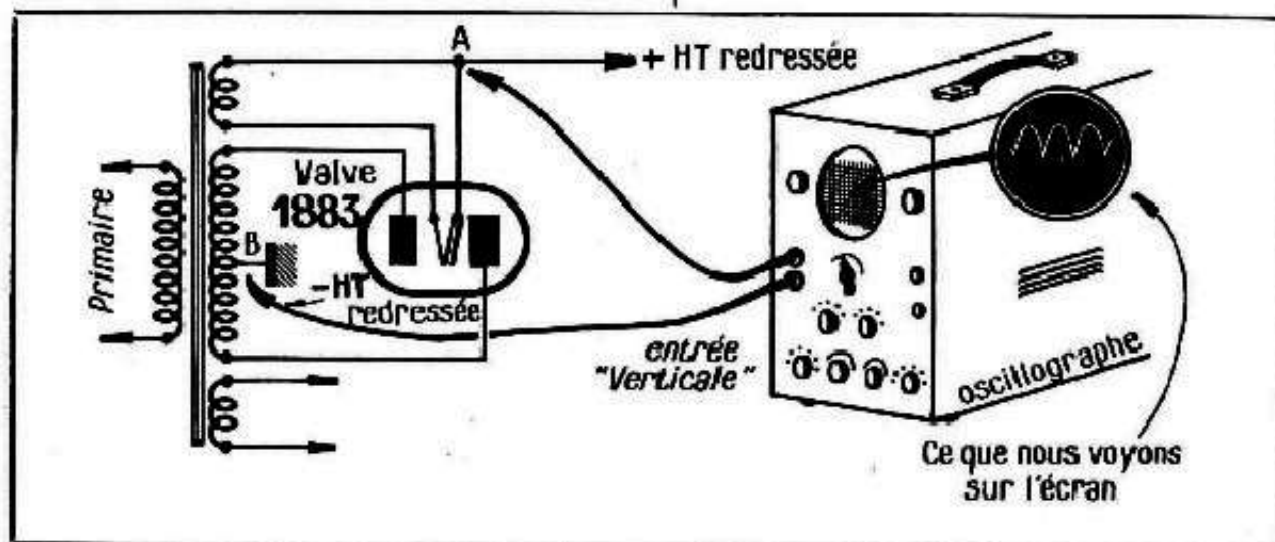 A
+ HT redressée
Primaire
Valve
1883
B
-HT
redressée
entrée
"Verticale"
oscillographe
Ce que nous voyons
sur l'écran